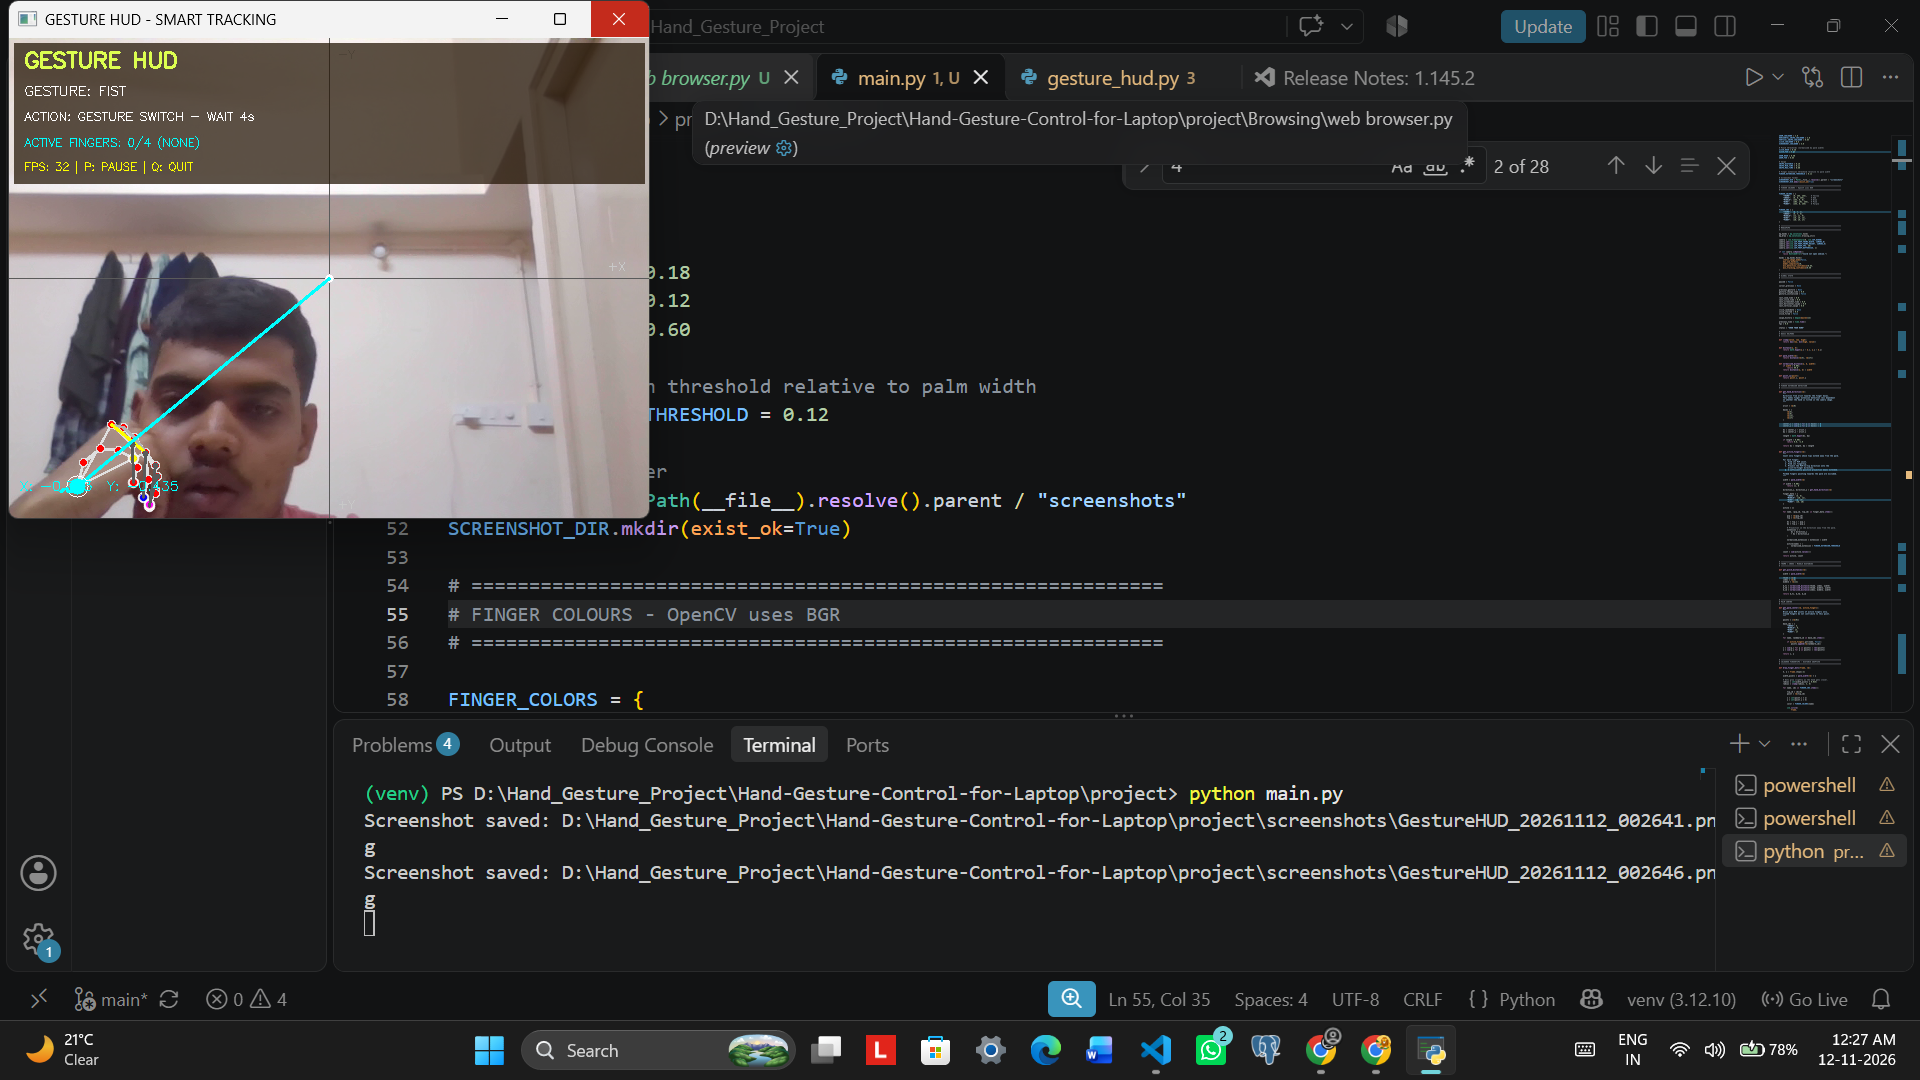 GESTURE HUD - SMART TRACKING
GESTURE HUD
GESTURE: FIST
ACTION: GESTURE SWITCH - WAIT 4s
ACTIVE FINGERS: 0/4 (NONE)
FPS: 32 | P: PAUSE | Q: QUIT
-Y
+X
Hand_Gesture_Project
Update
browser.py U
main.py 1, U
gesture_hud.py 3
Release Notes: 1.145.2
D:\Hand_Gesture_Project\Hand-Gesture-Control-for-Laptop\project\Browsing\web browser.py
(preview)
4
Aa ab .*
2 of 28
0.18
0.12
0.60
threshold relative to palm width
THRESHOLD = 0.12
Path(__file__).resolve().parent / "screenshots"
52 SCREENSHOT_DIR.mkdir(exist_ok=True)
53
54 # ============================================================
55 # FINGER COLOURS - OpenCV uses BGR
56 # ============================================================
57
58 FINGER_COLORS = {
Problems 4 Output Debug Console Terminal Ports
(venv) PS D:\Hand_Gesture_Project\Hand-Gesture-Control-for-Laptop\project> python main.py
Screenshot saved: D:\Hand_Gesture_Project\Hand-Gesture-Control-for-Laptop\project\screenshots\GestureHUD_20261112_002641.pn
g
Screenshot saved: D:\Hand_Gesture_Project\Hand-Gesture-Control-for-Laptop\project\screenshots\GestureHUD_20261112_002646.pn
g
powershell
powershell
python pr...
1
main* 0 4
Ln 55, Col 35 Spaces: 4 UTF-8 CRLF { } Python venv (3.12.10) Go Live
21°C
Clear
Search
L
W
2
ENG
IN
78%
12:27 AM
12-11-2026